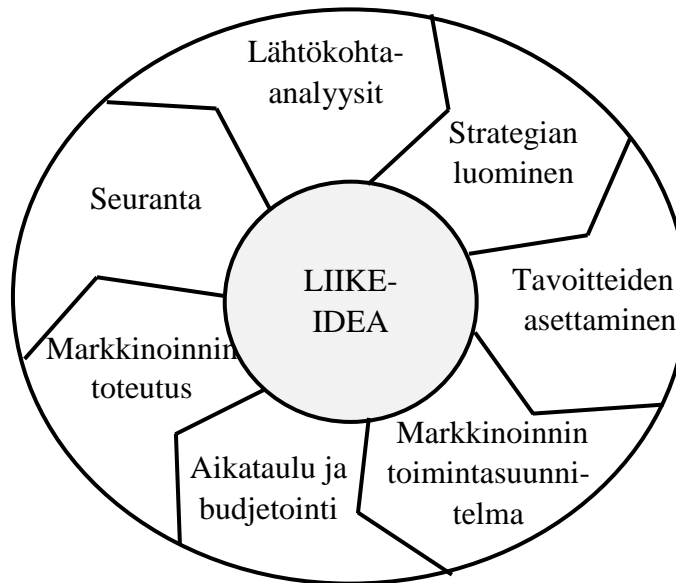 Lähtökohta-
analyysit
Strategian
luominen
Tavoitteiden
asettaminen
Markkinoinnin
toimintasuunni-
telma
Aikataulu ja
budjetointi
Markkinoinnin
toteutus
Seuranta
LIIKE-
IDEA